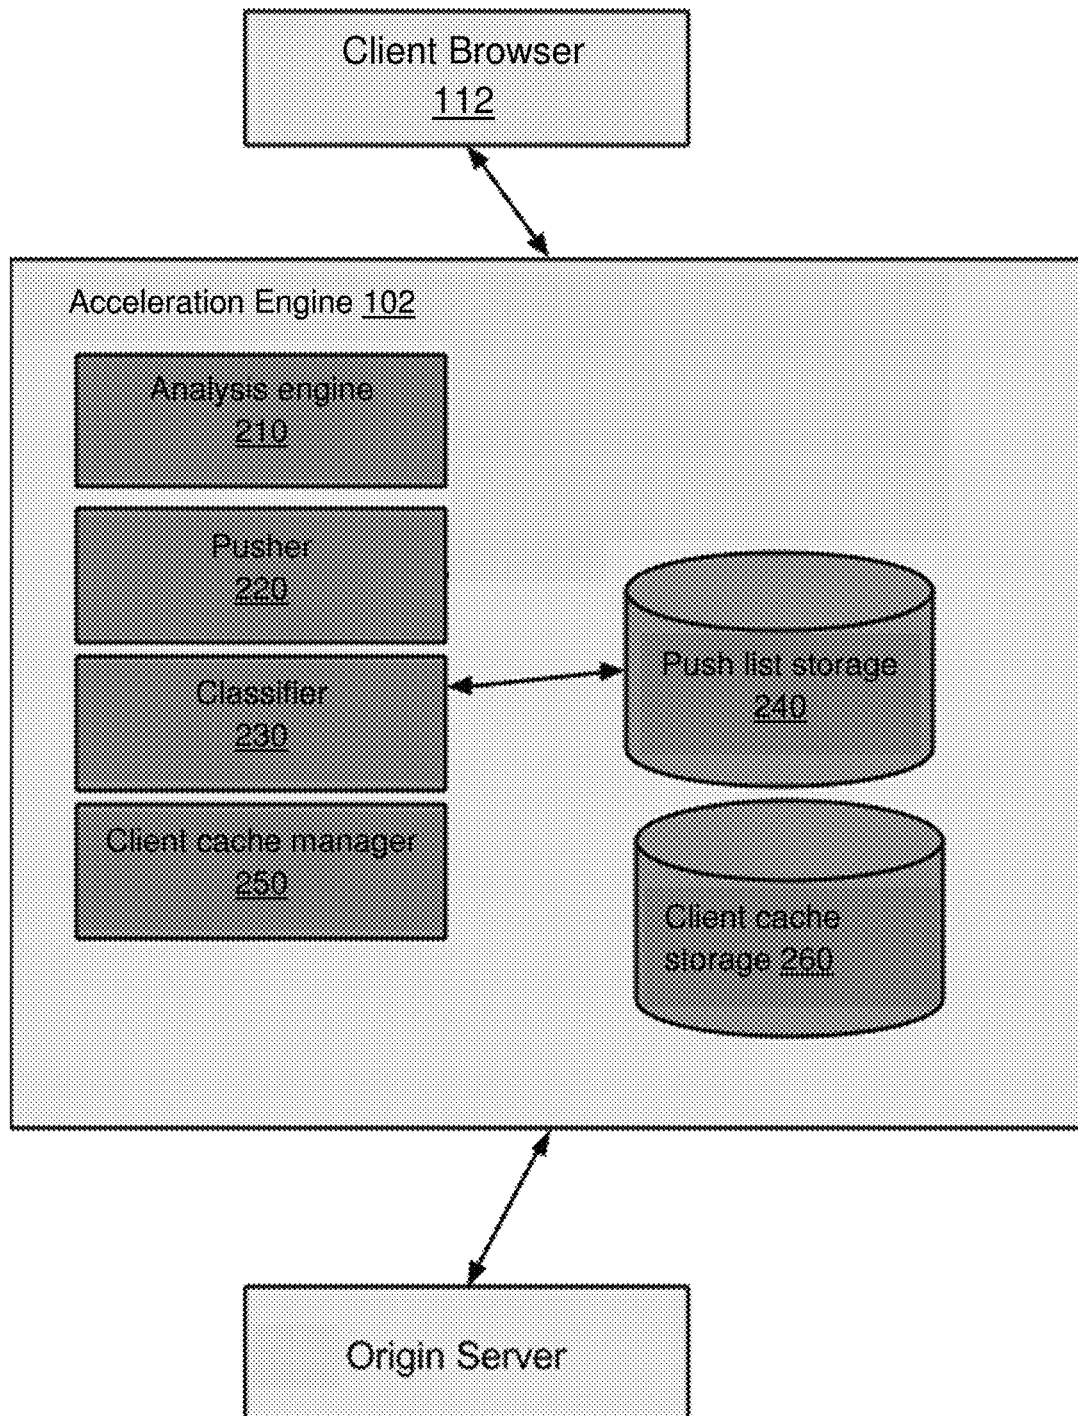 Client Browser
112
Acceleration Engine 102
Analysis engine
210
Pusher
220
Classifier
230
Push list storage
240
Client cache manager
250
Client cache
storage 260
Origin Server